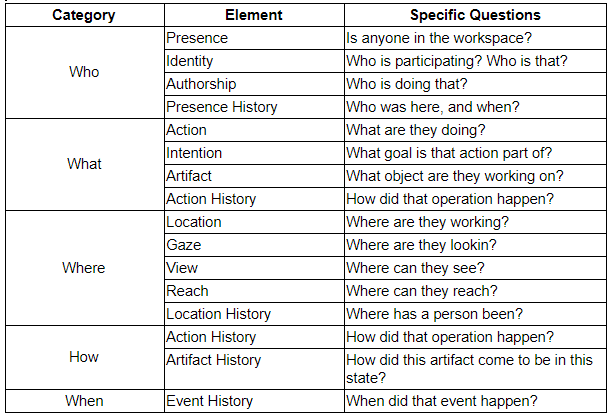 Category Element Specific Questions
Who Presence Is anyone in the workspace?
Identity Who is participating? Who is that?
Authorship Who is doing that?
Presence History Who was here, and when?
What Action What are they doing?
Intention What goal is that action part of?
Artifact What object are they working on?
Action History How did that operation happen?
Where Location Where are they working?
Gaze Where are they lookin?
View Where can they see?
Reach Where can they reach?
Location History Where has a person been?
How Action History How did that operation happen?
Artifact History How did this artifact come to be in this
state?
When Event History When did that event happen?